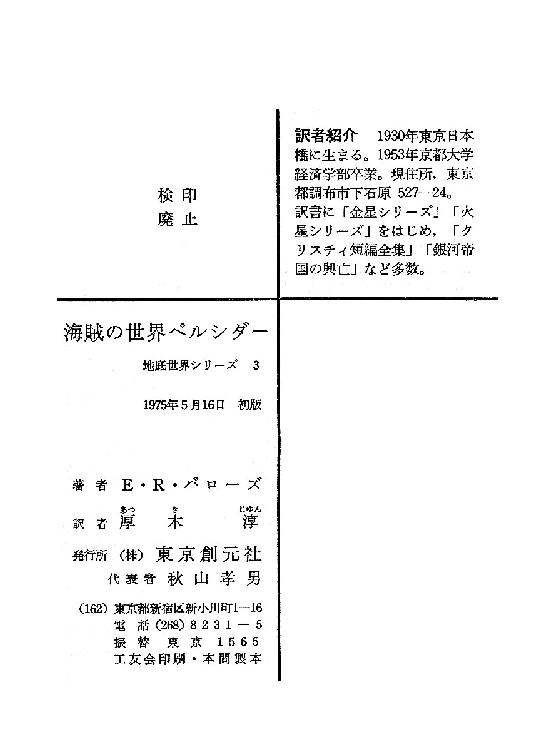 検印
廃止
訳者紹介　1930年東京日本
橋に生まる。1953年京都大学
経済学部卒業。現住所，東京
都調布市下石原 527—24。
訳書に「金星シリーズ」「火
星シリーズ」をはじめ，「ク
リスティ短編全集」「銀河帝
国の興亡」など多数。
海賊の世界ペルシダー
地底世界シリーズ　3
1975年5月16日　初版
著者　E・R・バローズ
あつ　き　じゅん
訳者　厚木　淳
発行所　（株）東京創元社
代表者　秋山孝男
（162）東京都新宿区新小川町1—16
電話（268）8231—5
振替　東京　1565
工友会印刷・本間製本